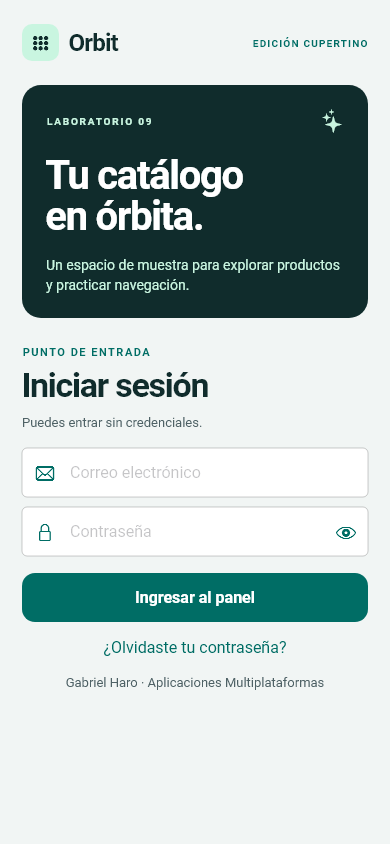 Orbit
EDICIÓN CUPERTINO
LABORATORIO 09
Tu catálogo
en órbita.
Un espacio de muestra para explorar productos
y practicar navegación.
PUNTO DE ENTRADA
Iniciar sesión
Puedes entrar sin credenciales.
Correo electrónico
Contraseña
Ingresar al panel
¿Olvidaste tu contraseña?
Gabriel Haro · Aplicaciones Multiplataformas